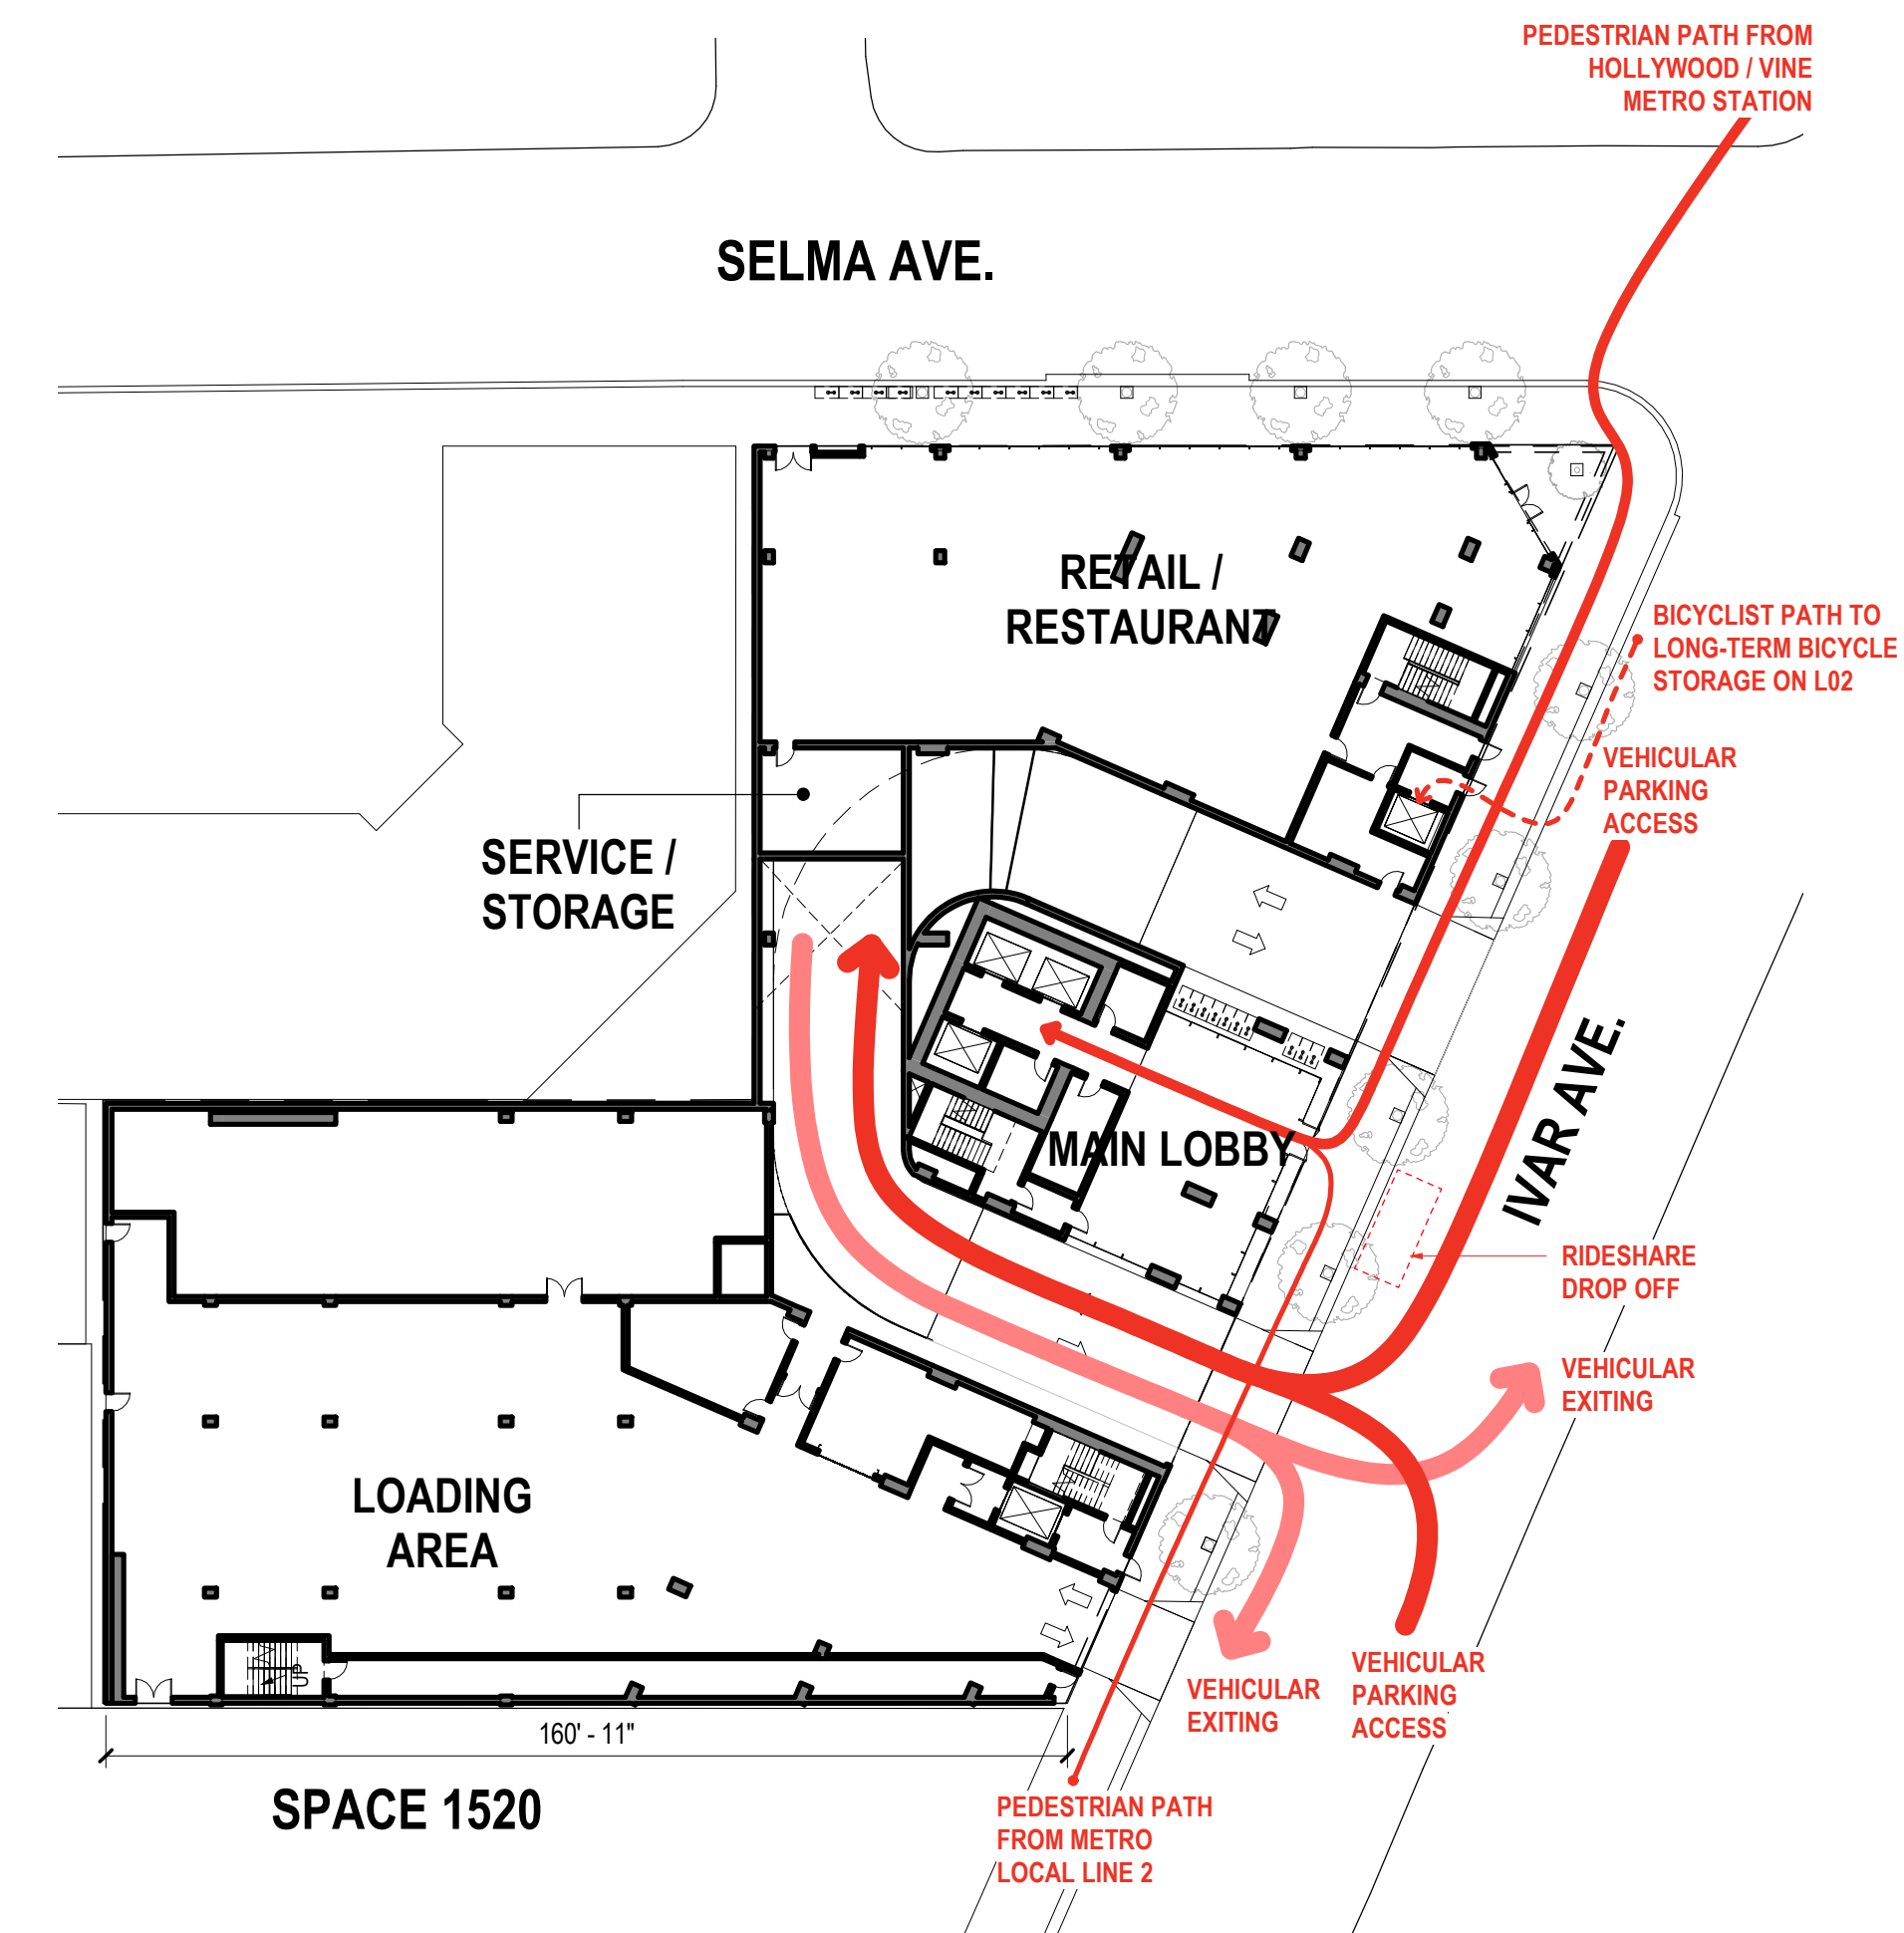 PEDESTRIAN PATH FROM
HOLLYWOOD / VINE
METRO STATION
SELMA AVE.
RETAIL /
RESTAURANT
BICYCLIST PATH TO
LONG-TERM BICYCLE
STORAGE ON L02
VEHICULAR
PARKING
ACCESS
SERVICE /
STORAGE
IVAR AVE.
MAIN LOBBY
RIDESHARE
DROP OFF
VEHICULAR
EXITING
LOADING
AREA
UP
VEHICULAR
EXITING
VEHICULAR
PARKING
ACCESS
160' - 11"
SPACE 1520
PEDESTRIAN PATH
FROM METRO
LOCAL LINE 2